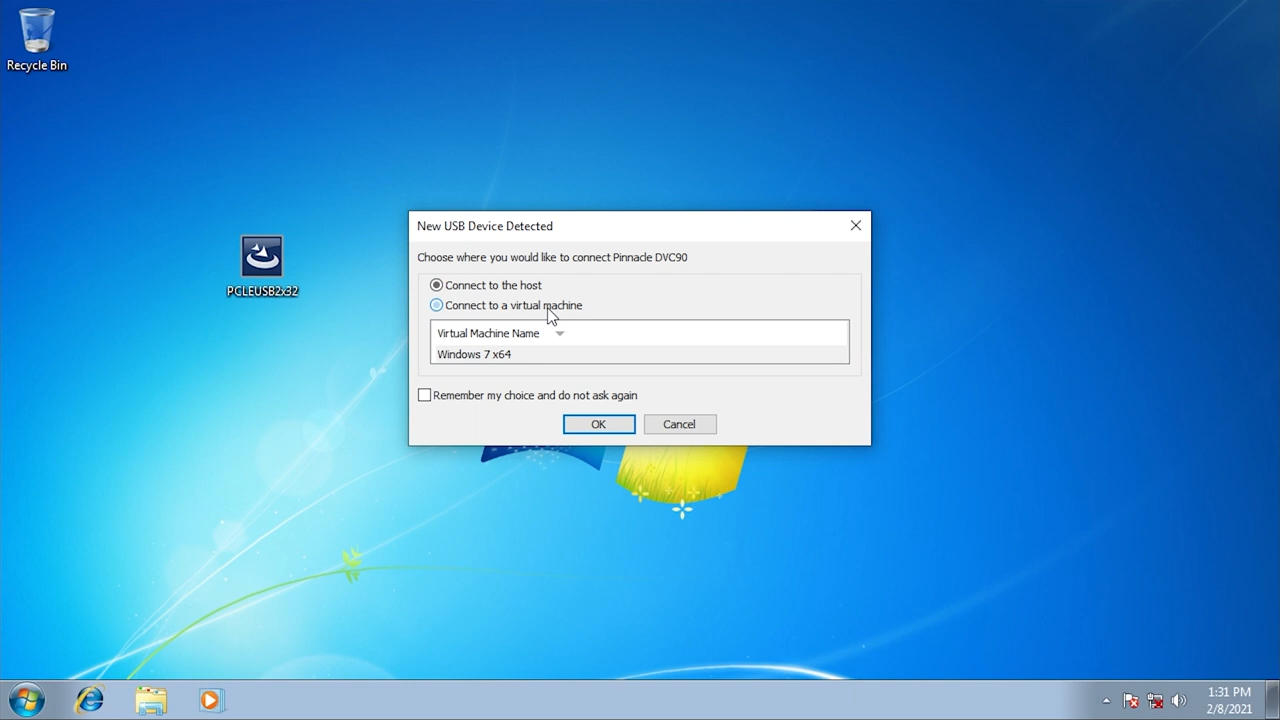 Recycle Bin
PCLEUSB2x32
New USB Device Detected
Choose where you would like to connect Pinnacle DVC90
Connect to the host
Connect to a virtual machine
Virtual Machine Name
Windows 7 x64
Remember my choice and do not ask again
OK
Cancel
1:31 PM
2/8/2021